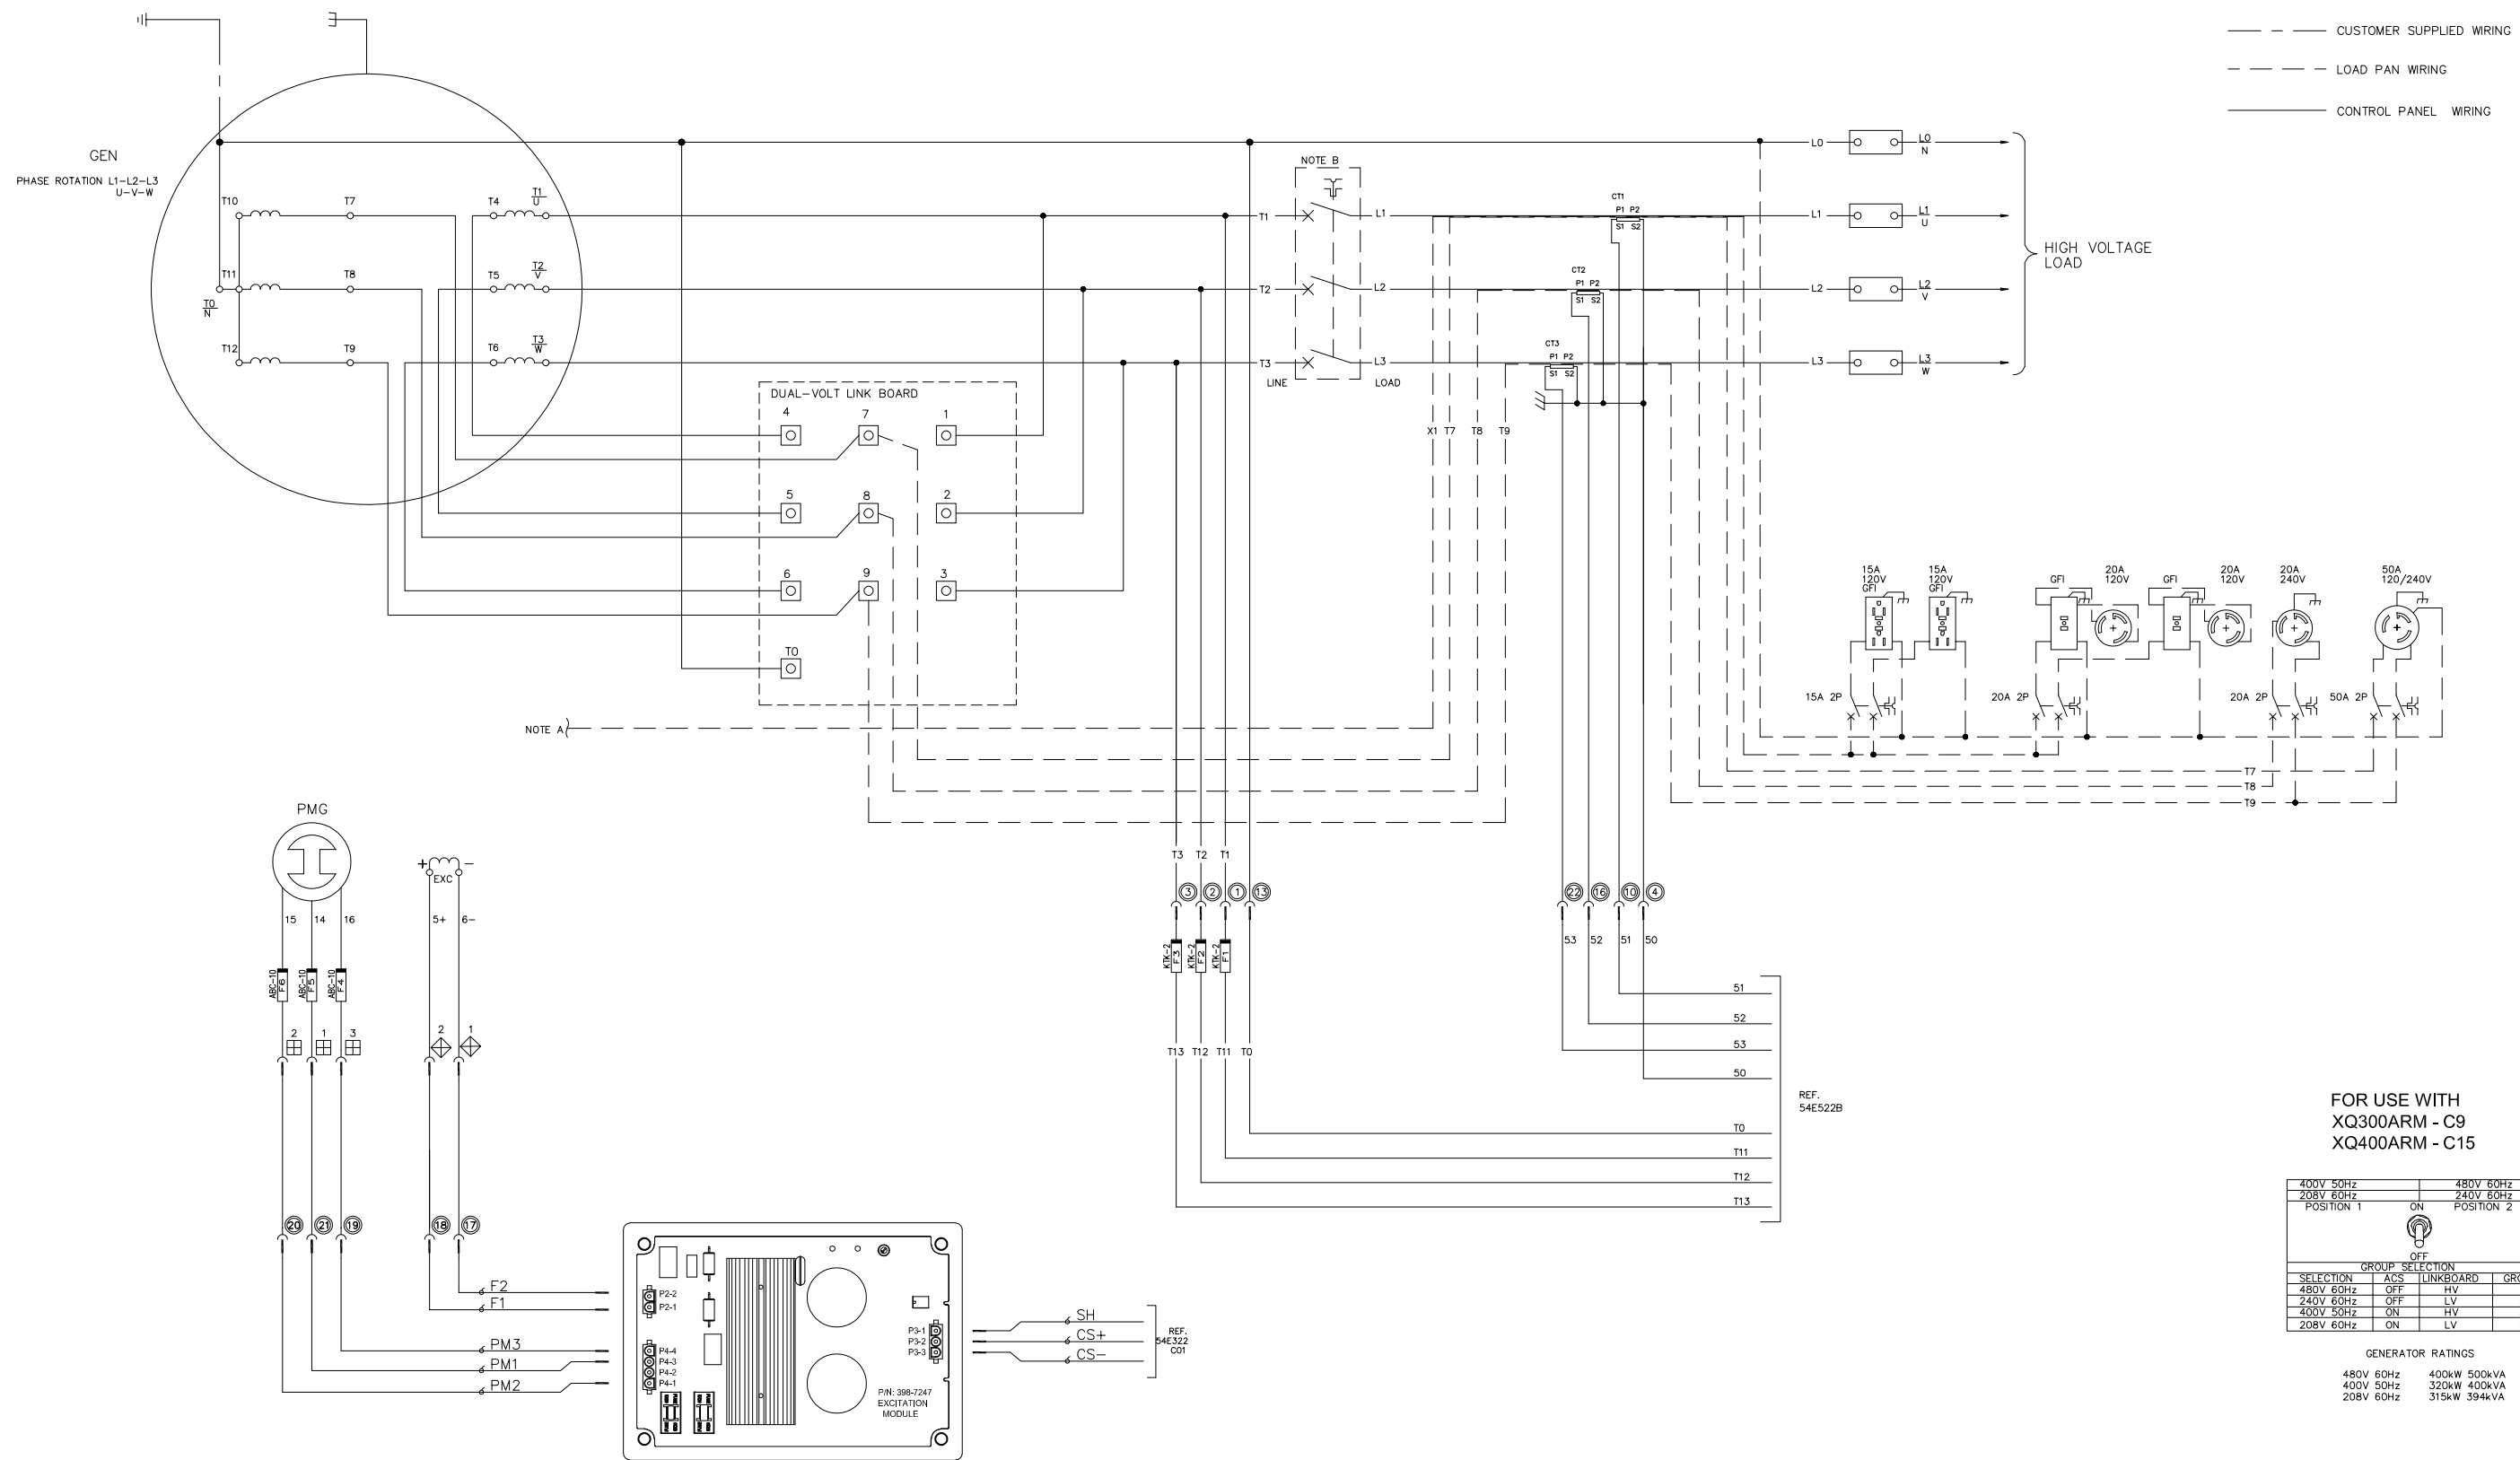 CUSTOMER SUPPLIED WIRING
LOAD PAN WIRING
CONTROL PANEL WIRING
GEN
PHASE ROTATION L1-L2-L3
U-V-W
T10
T7
T4
T1
U
T11
T8
T5
T2
V
T0
N
T12
T9
T6
T3
W
NOTE B
T1
L1
T2
L2
T3
L3
LINE
LOAD
CT1
P1 P2
S1 S2
CT2
P1 P2
S1 S2
CT3
P1 P2
S1 S2
L0
L0
N
L1
L1
U
L2
L2
V
L3
L3
W
HIGH VOLTAGE
LOAD
DUAL-VOLT LINK BOARD
4
7
1
5
8
2
6
9
3
T0
X1
T7
T8
T9
NOTE A
15A
120V
GFI
15A
120V
GFI
GFI
20A
120V
GFI
20A
120V
20A
240V
50A
120/240V
15A 2P
20A 2P
20A 2P
50A 2P
T7
T8
T9
PMG
+
-
EXC
15
14
16
5+
6-
ABC-10
F6
ABC-10
F5
ABC-10
F4
2
1
3
2
1
20
21
19
18
17
T3
T2
T1
3
2
1
13
KTK-2
F3
KTK-2
F2
KTK-2
F1
T13
T12
T11
T0
22
16
10
4
53
52
51
50
51
52
53
50
T0
T11
T12
T13
REF.
54E522B
F2
F1
PM3
PM1
PM2
P2-2
P2-1
P4-4
P4-3
P4-2
P4-1
P3-1
P3-2
P3-3
P/N: 398-7247
EXCITATION
MODULE
SH
CS+
CS-
REF.
54E322
C01
FOR USE WITH
XQ300ARM - C9
XQ400ARM - C15
400V 50Hz 480V 60Hz
208V 60Hz 240V 60Hz
POSITION 1 ON POSITION 2
OFF
GROUP SELECTION
SELECTION ACS LINKBOARD
480V 60Hz OFF HV
240V 60Hz OFF LV
400V 50Hz ON HV
208V 60Hz ON LV
GENERATOR RATINGS
480V 60Hz 400kW 500kVA
400V 50Hz 320kW 400kVA
208V 60Hz 315kW 394kVA